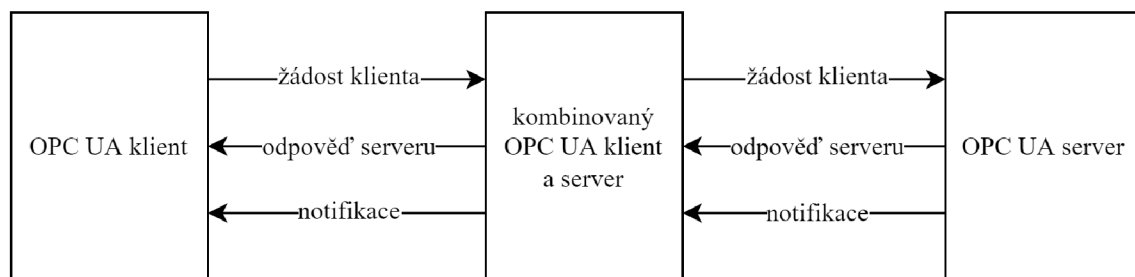 OPC UA klient
žádost klienta
odpověď serveru
notifikace
kombinovaný
OPC UA klient
a server
žádost klienta
odpověď serveru
notifikace
OPC UA server